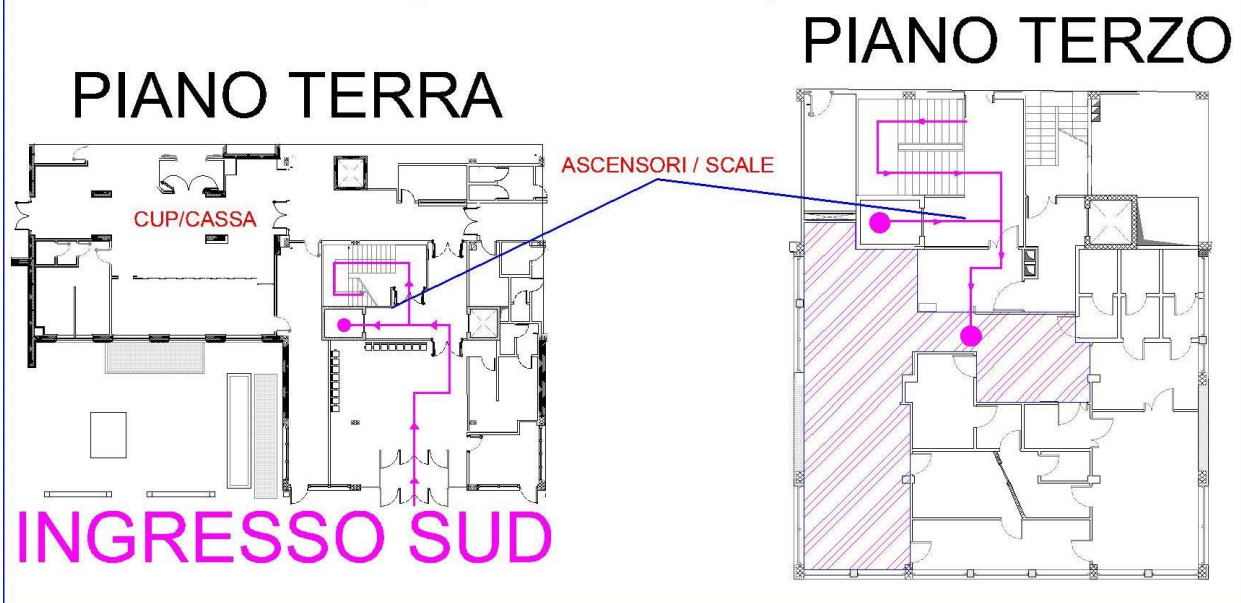 PIANO TERRA
PIANO TERZO
ASCENSORI / SCALE
CUP/CASSA
INGRESSO SUD